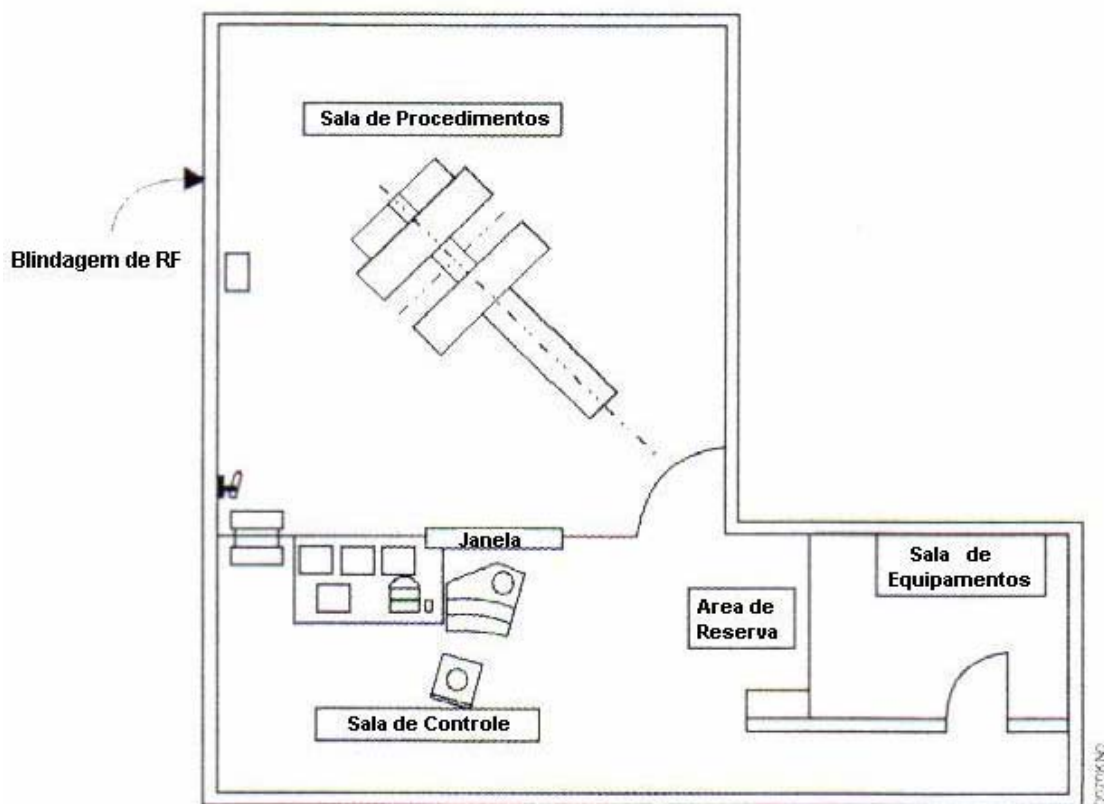 Sala de Procedimentos
Blindagem de RF
Janela
Sala de
Equipamentos
Area de
Reserva
Sala de Controle